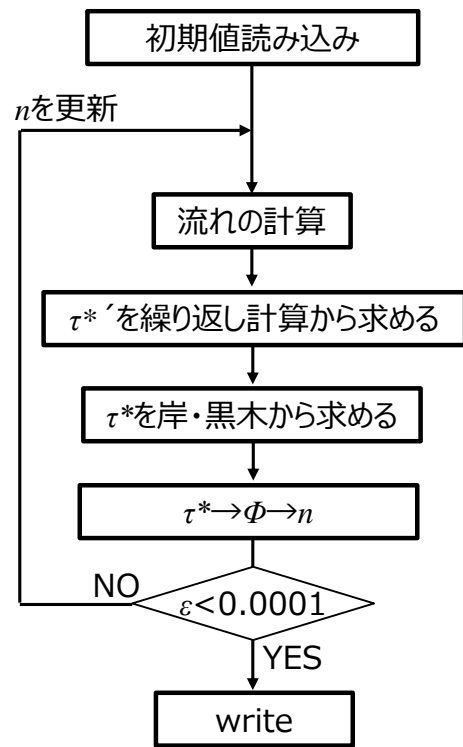 初期値読み込み
nを更新
流れの計算
τ*´を繰り返し計算から求める
τ*を岸・黒木から求める
τ*→Φ→n
NO
ε<0.0001
YES
write